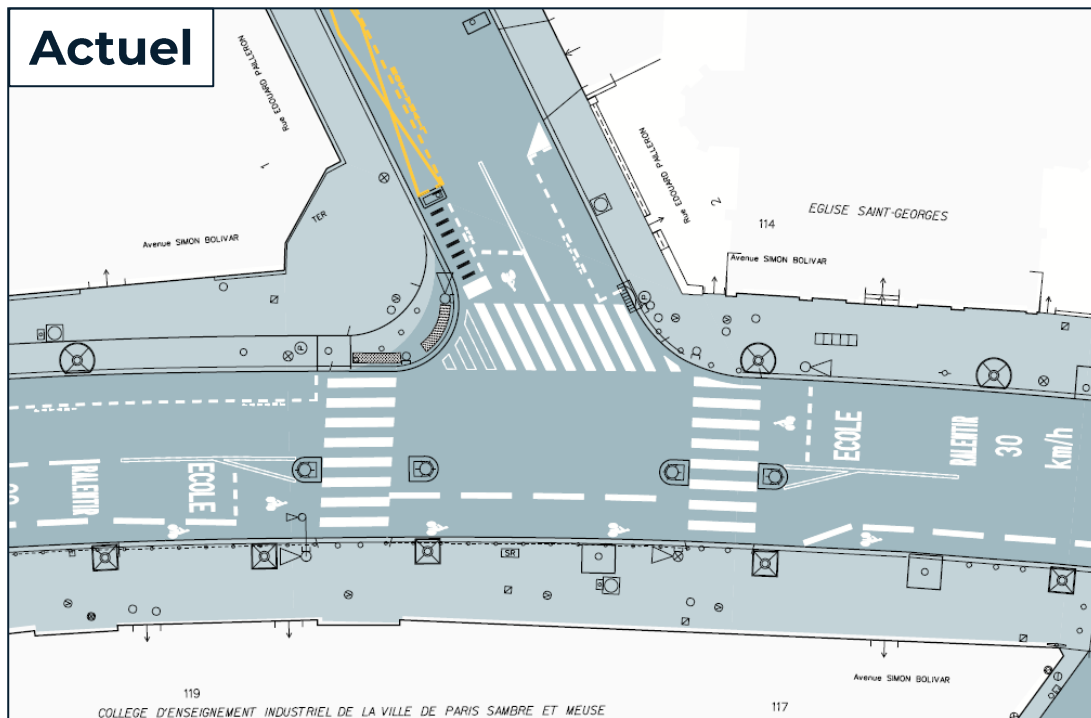 Actuel
Rue EDOUARD PAILLERON
1
TER
Avenue SIMON BOLIVAR
Rue EDOUARD PAILLERON
2
114
EGLISE SAINT-GEORGES
Avenue SIMON BOLIVAR
P
P
ECOLE
RALENTIR
30
km/h
RALENTIR
ECOLE
SR
Avenue SIMON BOLIVAR
119
117
COLLEGE D'ENSEIGNEMENT INDUSTRIEL DE LA VILLE DE PARIS SAMBRE ET MEUSE